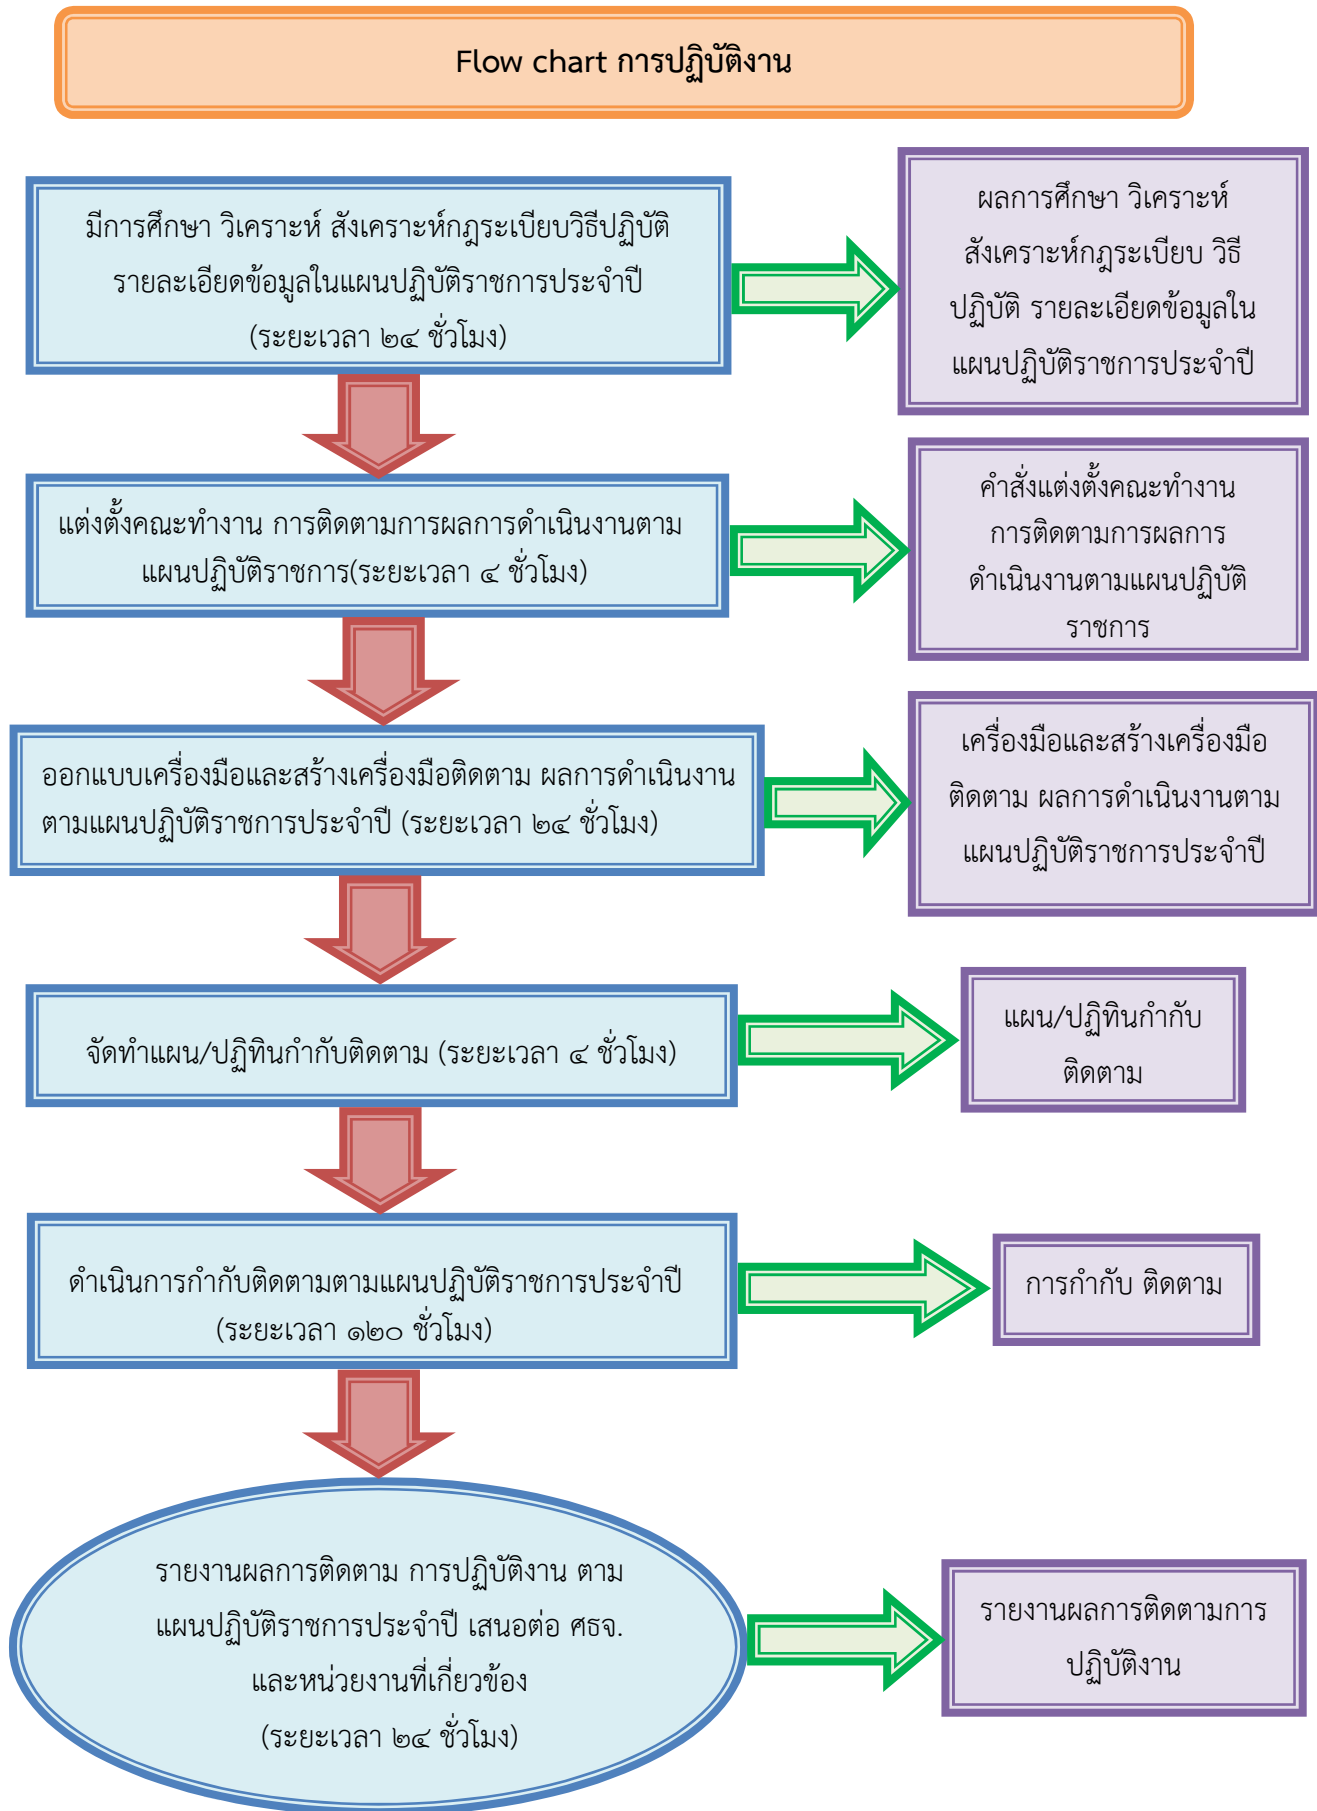 Flow chart การปฏิบัติงาน
มีการศึกษา วิเคราะห์ สังเคราะห์กฎระเบียบวิธีปฏิบัติ
รายละเอียดข้อมูลในแผนปฏิบัติราชการประจำปี
(ระยะเวลา ๒๔ ชั่วโมง)
ผลการศึกษา วิเคราะห์
สังเคราะห์กฎระเบียบ วิธี
ปฏิบัติ รายละเอียดข้อมูลใน
แผนปฏิบัติราชการประจำปี
แต่งตั้งคณะทำงาน การติดตามการผลการดำเนินงานตาม
แผนปฏิบัติราชการ(ระยะเวลา ๔ ชั่วโมง)
คำสั่งแต่งตั้งคณะทำงาน
การติดตามการผลการ
ดำเนินงานตามแผนปฏิบัติ
ราชการ
ออกแบบเครื่องมือและสร้างเครื่องมือติดตาม ผลการดำเนินงาน
ตามแผนปฏิบัติราชการประจำปี (ระยะเวลา ๒๔ ชั่วโมง)
เครื่องมือและสร้างเครื่องมือ
ติดตาม ผลการดำเนินงานตาม
แผนปฏิบัติราชการประจำปี
จัดทำแผน/ปฏิทินกำกับติดตาม (ระยะเวลา ๔ ชั่วโมง)
แผน/ปฏิทินกำกับ
ติดตาม
ดำเนินการกำกับติดตามตามแผนปฏิบัติราชการประจำปี
(ระยะเวลา ๑๒๐ ชั่วโมง)
การกำกับ ติดตาม
รายงานผลการติดตาม การปฏิบัติงาน ตาม
แผนปฏิบัติราชการประจำปี เสนอต่อ ศธจ.
และหน่วยงานที่เกี่ยวข้อง
(ระยะเวลา ๒๔ ชั่วโมง)
รายงานผลการติดตามการ
ปฏิบัติงาน